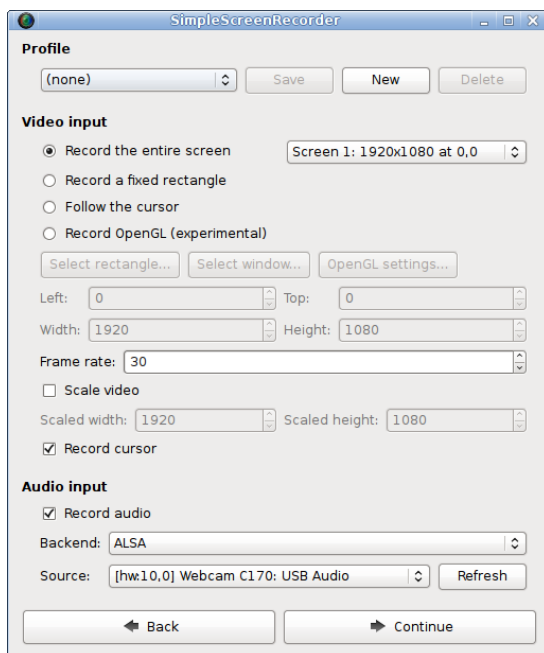 SimpleScreenRecorder
Profile
(none) Save New Delete
Video input
Record the entire screen Screen 1: 1920x1080 at 0,0
Record a fixed rectangle
Follow the cursor
Record OpenGL (experimental)
Select rectangle... Select window... OpenGL settings...
Left: 0 Top: 0
Width: 1920 Height: 1080
Frame rate: 30
Scale video
Scaled width: 1920 Scaled height: 1080
Record cursor
Audio input
Record audio
Backend: ALSA
Source: [hw:10,0] Webcam C170: USB Audio Refresh
Back Continue